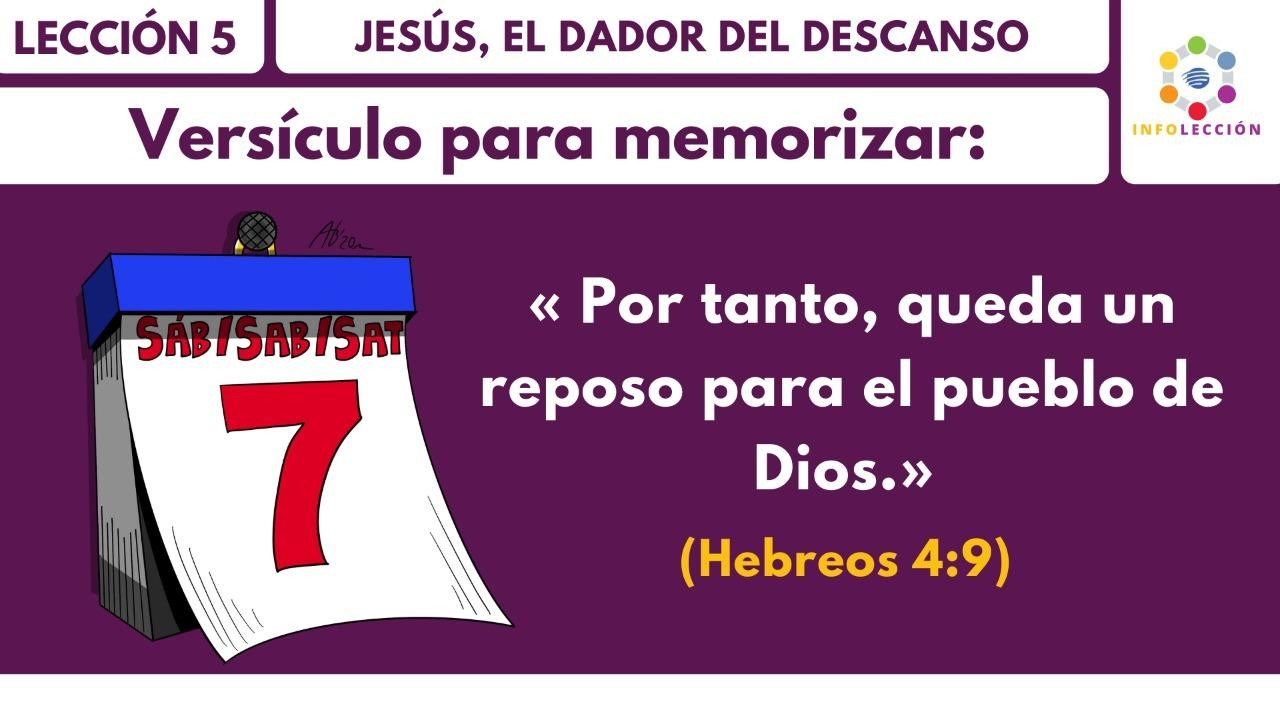 LECCIÓN 5
JESÚS, EL DADOR DEL DESCANSO
INFOLECCIÓN
Versículo para memorizar:
SÁB/SAB/SAT
7
« Por tanto, queda un
reposo para el pueblo de
Dios.»
(Hebreos 4:9)